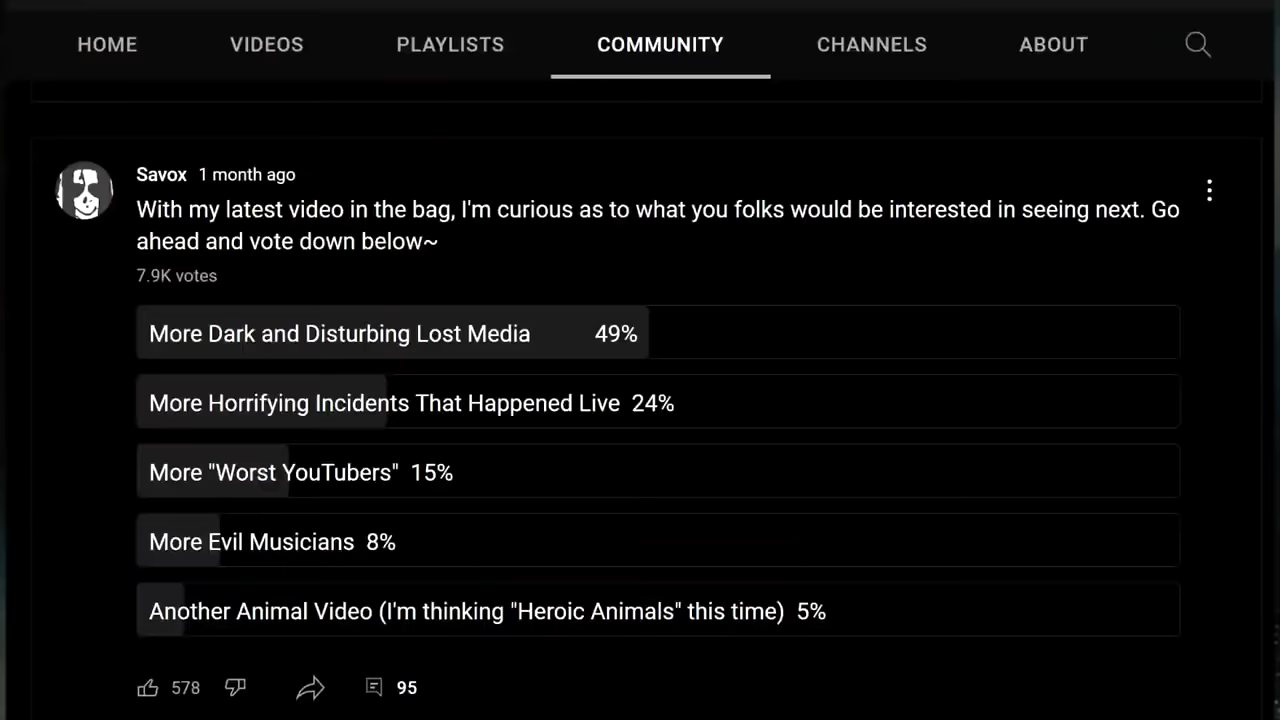 HOME VIDEOS PLAYLISTS COMMUNITY CHANNELS ABOUT
Savox 1 month ago
With my latest video in the bag, I'm curious as to what you folks would be interested in seeing next. Go
ahead and vote down below~
7.9K votes
More Dark and Disturbing Lost Media 49%
More Horrifying Incidents That Happened Live 24%
More "Worst YouTubers" 15%
More Evil Musicians 8%
Another Animal Video (I'm thinking "Heroic Animals" this time) 5%
578 95